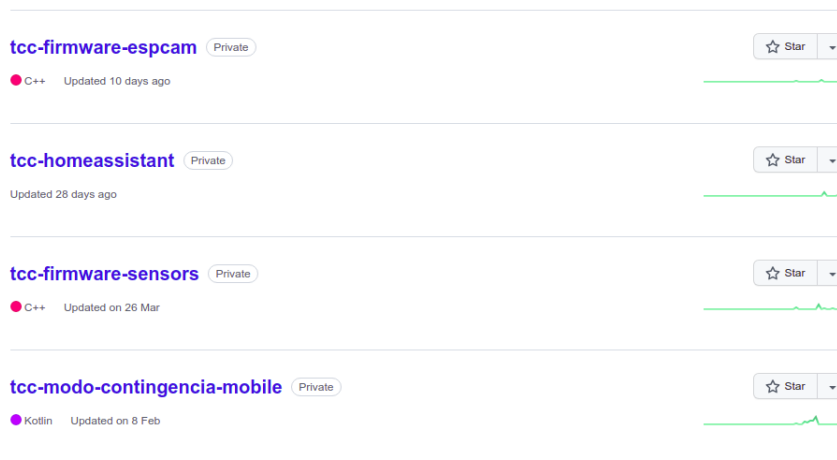 tcc-firmware-espcam Private Star
C++ Updated 10 days ago
tcc-homeassistant Private Star
Updated 28 days ago
tcc-firmware-sensors Private Star
C++ Updated on 26 Mar
tcc-modo-contingencia-mobile Private Star
Kotlin Updated on 8 Feb